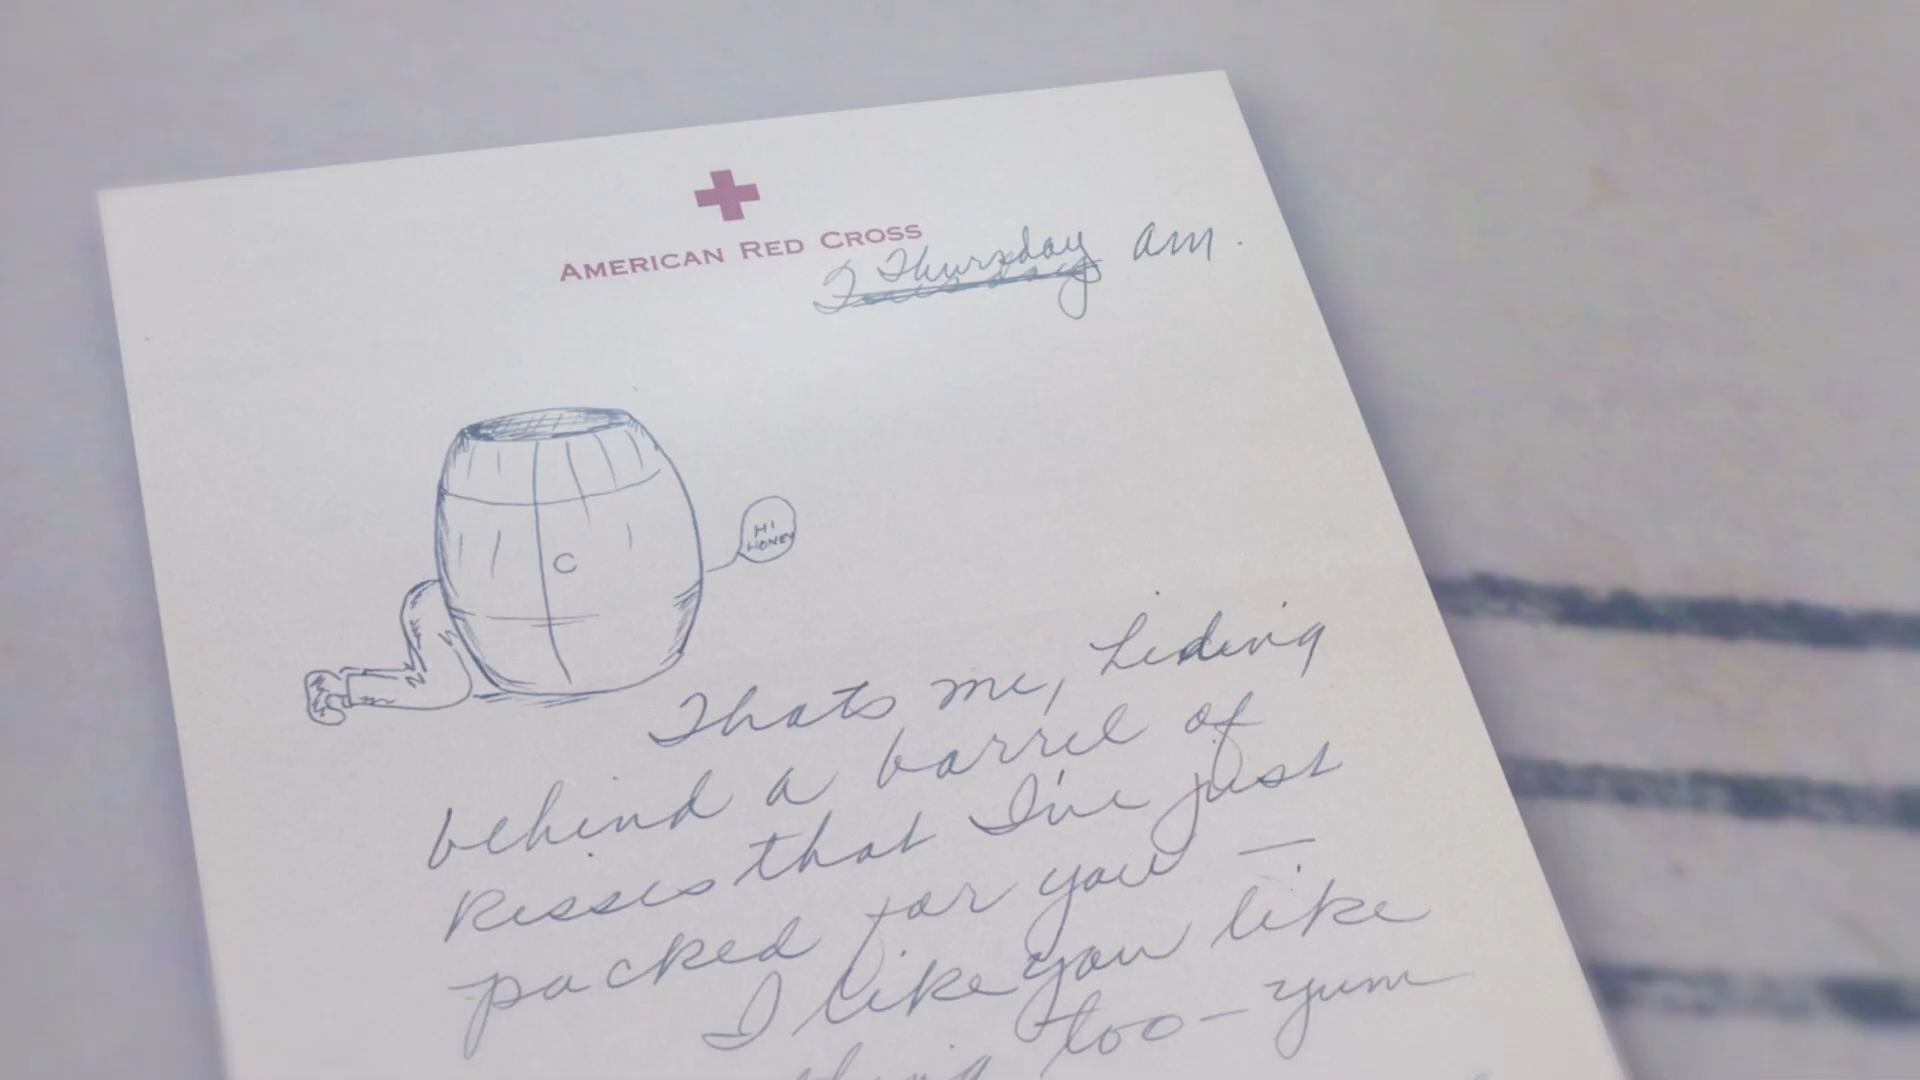 AMERICAN RED CROSS
Thursday am.
HI
HONEY
C
Thats me, hiding
behind a barrel of
kisses that I've just
packed for you —
I like you like
thing too - yum